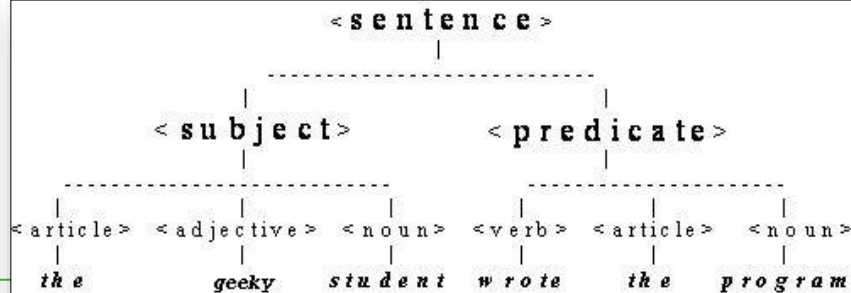 <sentence>
<subject> <predicate>
<article> <adjective> <noun> <verb> <article> <noun>
the geeky student wrote the program